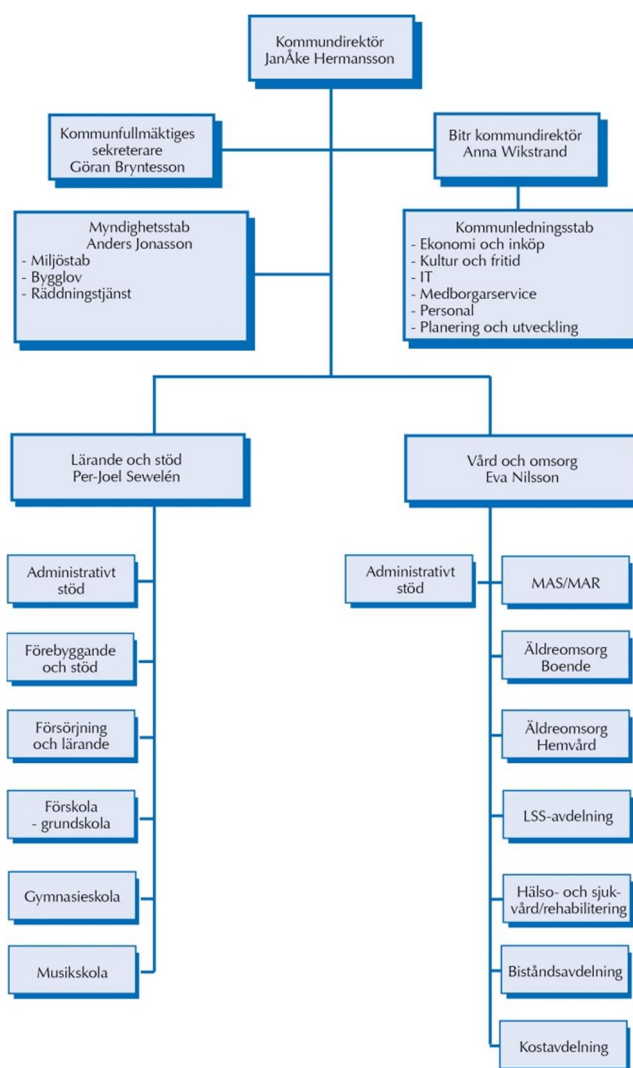 Kommundirektör
JanÅke Hermansson
Kommunfullmäktiges
sekreterare
Göran Bryntesson
Bitr kommundirektör
Anna Wikstrand
Myndighetsstab
Anders Jonasson
- Miljöstab
- Bygglov
- Räddningstjänst
Kommunledningsstab
- Ekonomi och inköp
- Kultur och fritid
- IT
- Medborgarservice
- Personal
- Planering och utveckling
Lärande och stöd
Per-Joel Sewelén
Vård och omsorg
Eva Nilsson
Administrativt
stöd
Förebyggande
och stöd
Försörjning
och lärande
Förskola
- grundskola
Gymnasieskola
Musikskola
Administrativt
stöd
MAS/MAR
Äldreomsorg
Boende
Äldreomsorg
Hemvård
LSS-avdelning
Hälso- och sjuk-
vård/rehabilitering
Biståndsavdelning
Kostavdelning